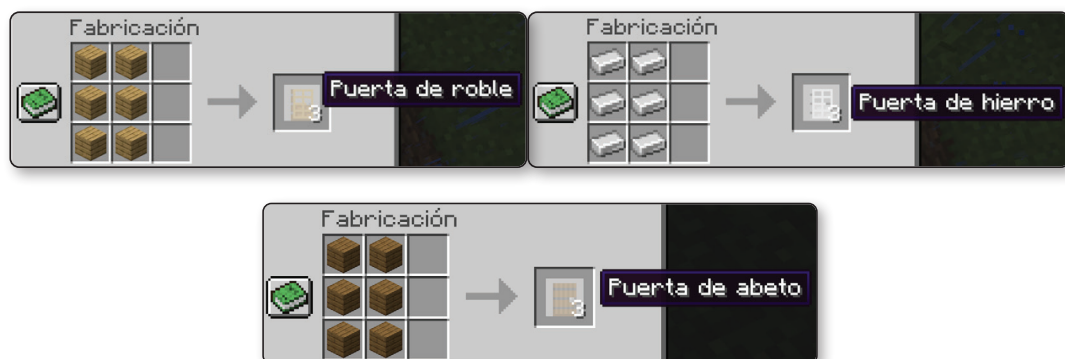 Fabricación
3
Puerta de roble
Fabricación
3
Puerta de hierro
Fabricación
3
Puerta de abeto